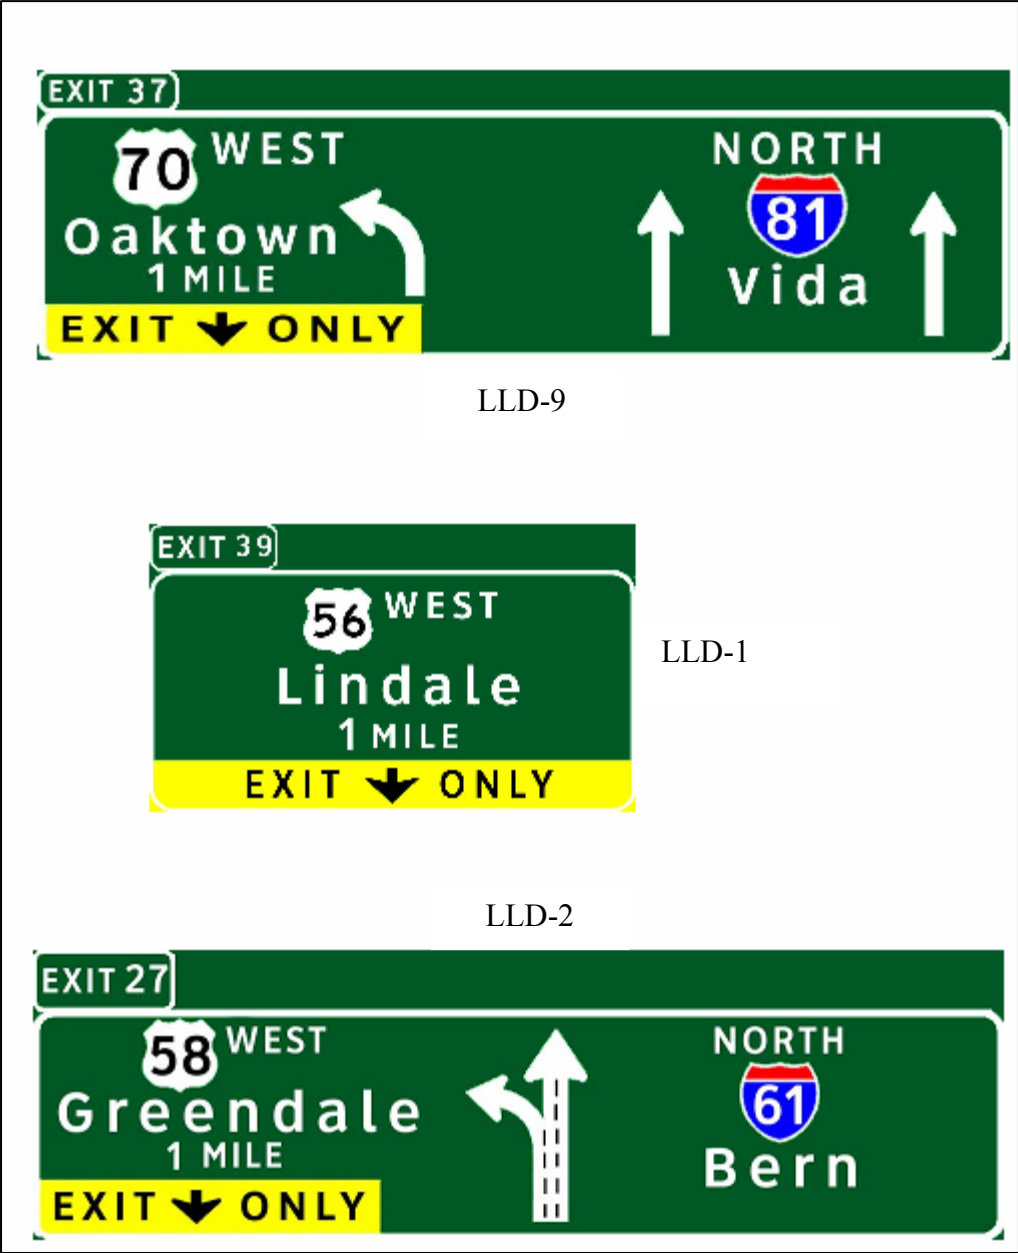 EXIT 37
70 WEST
Oaktown
1 MILE
EXIT ONLY
NORTH
81
Vida
LLD-9
EXIT 39
56 WEST
Lindale
1 MILE
EXIT ONLY
LLD-1
LLD-2
EXIT 27
58 WEST
Greendale
1 MILE
EXIT ONLY
NORTH
61
Bern